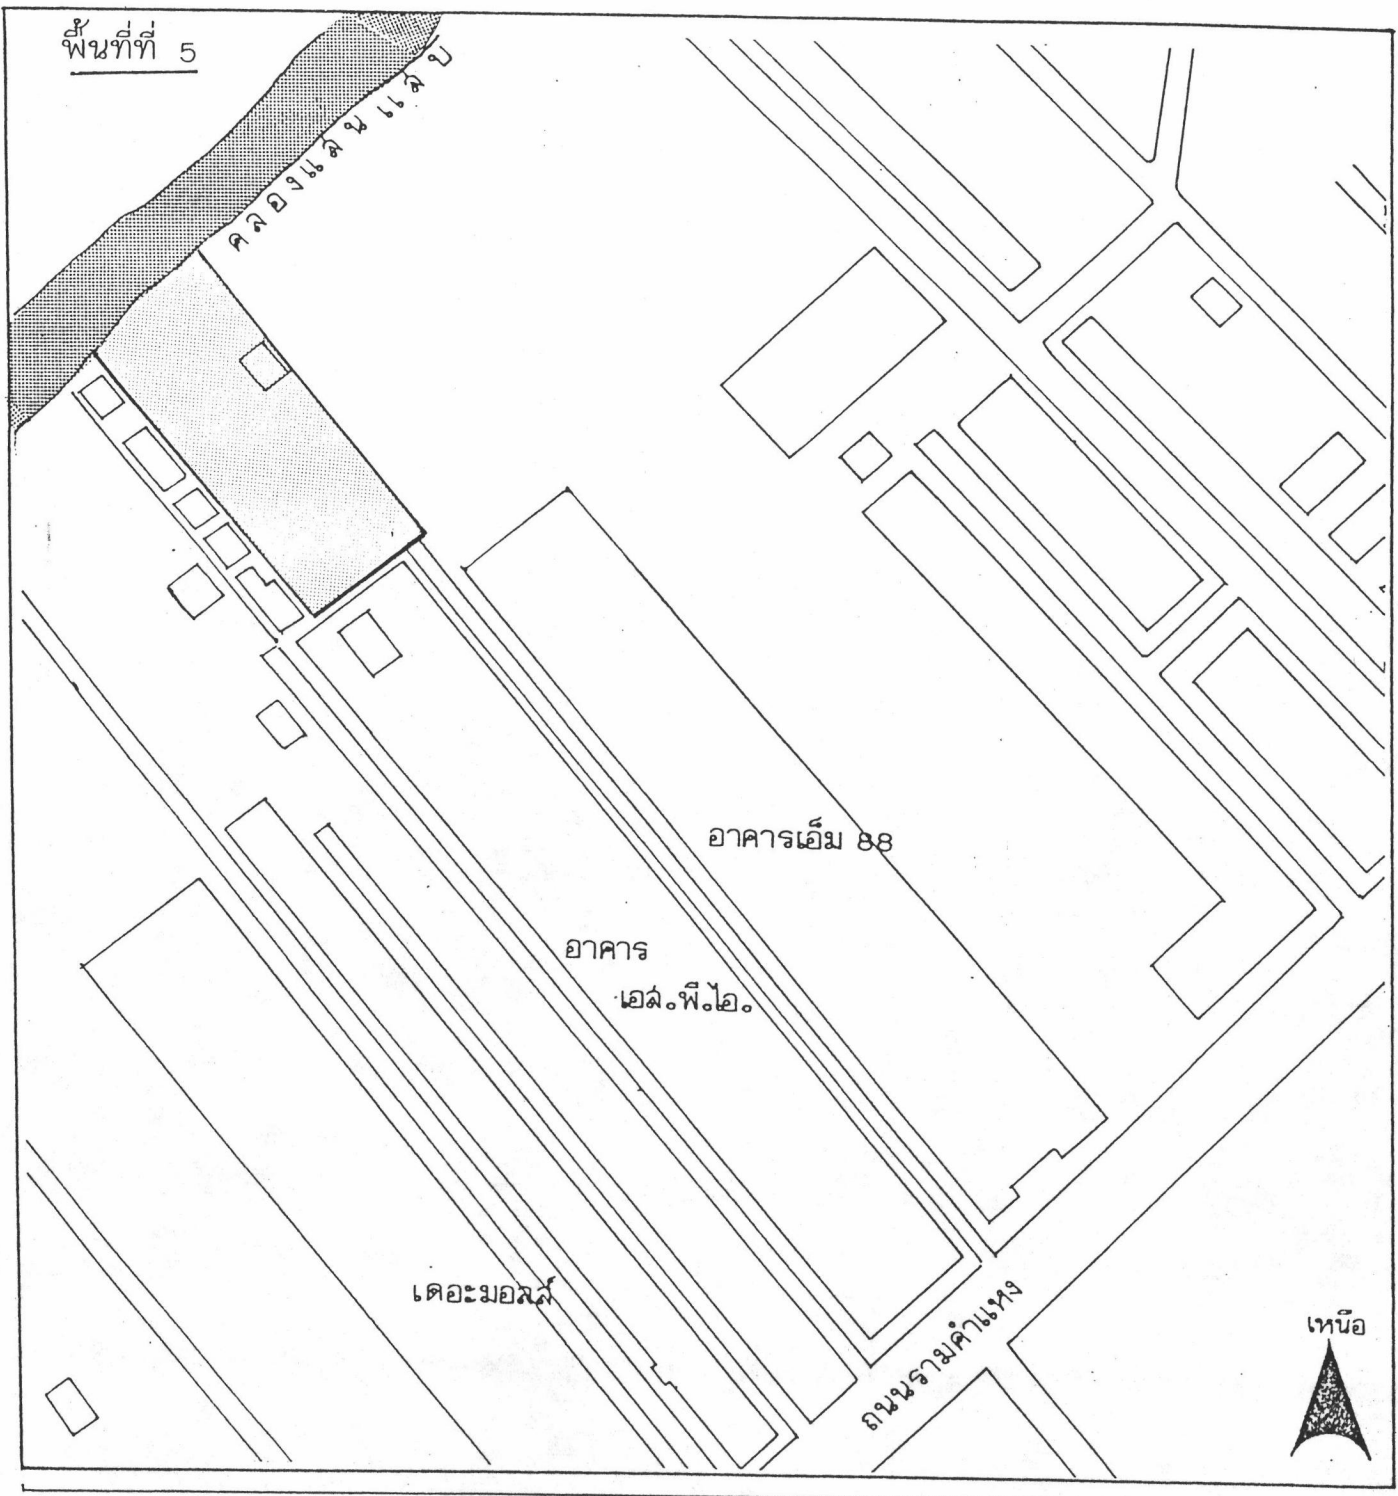 พื้นที่ที่ 5
คลองแสนแสบ
อาคารเอ็ม 88
อาคาร
เอส.พี.ไอ.
เดอะมอลล์
ถนนรามคำแหง
เหนือ